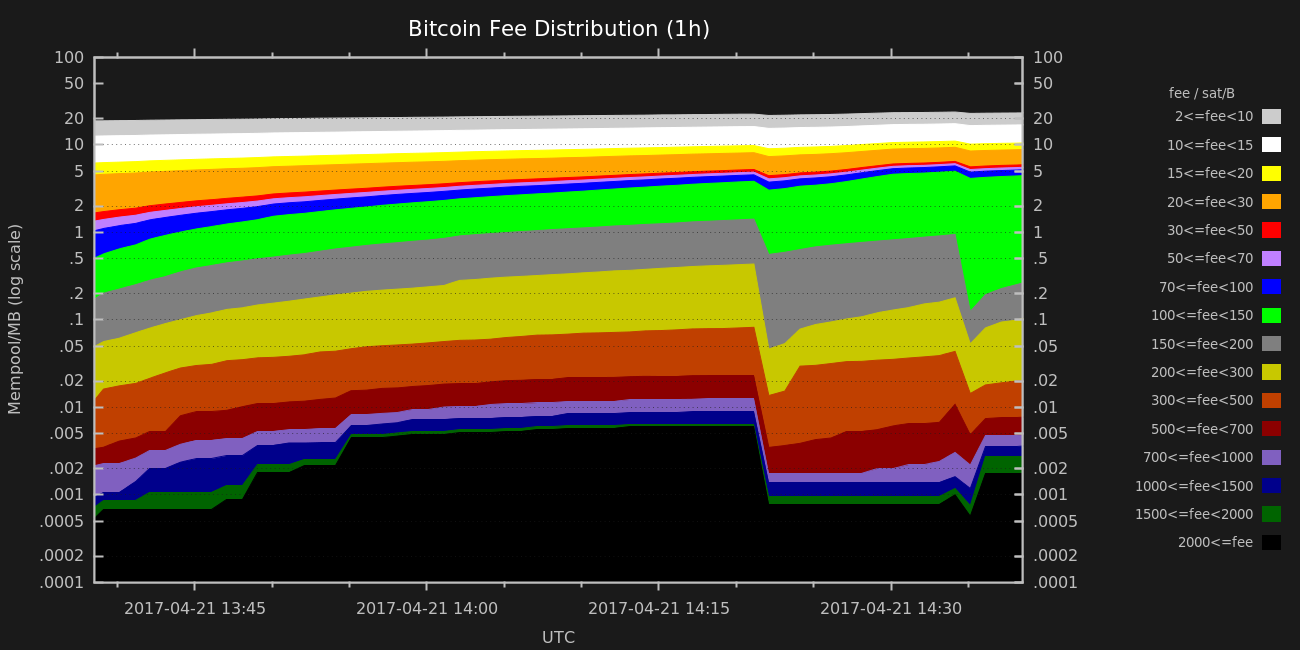 Bitcoin Fee Distribution (1h)
Mempool/MB (log scale)
100
50
20
10
5
2
1
.5
.2
.1
.05
.02
.01
.005
.002
.001
.0005
.0002
.0001
100
50
20
10
5
2
1
.5
.2
.1
.05
.02
.01
.005
.002
.001
.0005
.0002
.0001
2017-04-21 13:45
2017-04-21 14:00
2017-04-21 14:15
2017-04-21 14:30
UTC
fee / sat/B
2<=fee<10
10<=fee<15
15<=fee<20
20<=fee<30
30<=fee<50
50<=fee<70
70<=fee<100
100<=fee<150
150<=fee<200
200<=fee<300
300<=fee<500
500<=fee<700
700<=fee<1000
1000<=fee<1500
1500<=fee<2000
2000<=fee